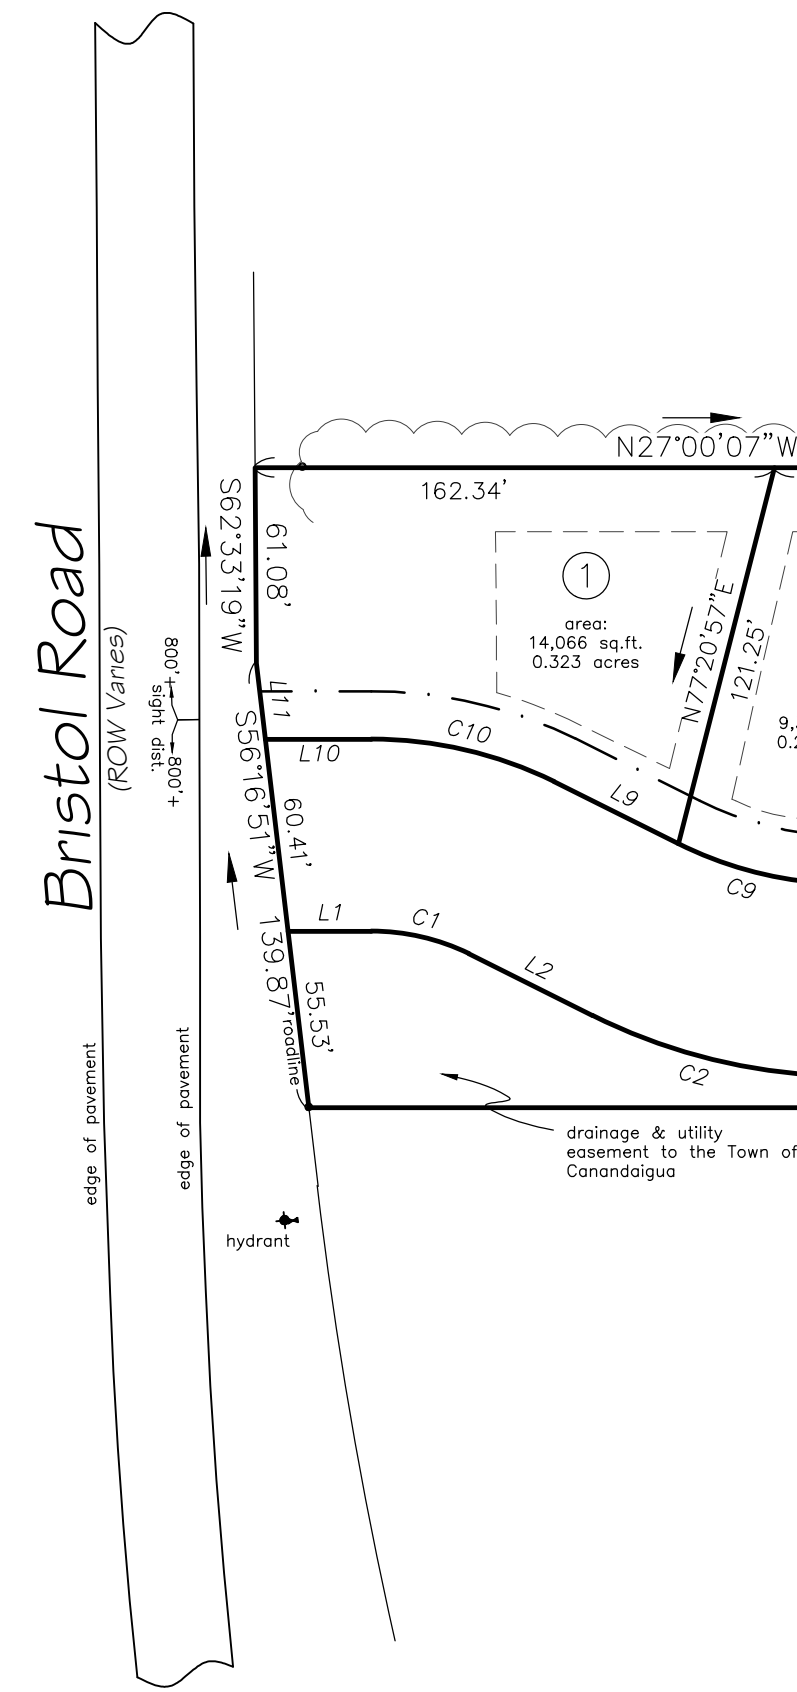 N27°00'07"W
162.34'
S62°33'19"W
61.08'
1
area:
14,066 sq.ft.
0.323 acres
N77°20'57"E
121.25'
Bristol Road
(ROW Varies)
800'+
sight dist.
800'+
L11
S56°16'51"W
60.41'
L10
C10
L9
C9
L1
C1
L2
C2
139.87'
55.53'
roadline
edge of pavement
edge of pavement
drainage & utility
easement to the Town of
Canandaigua
hydrant